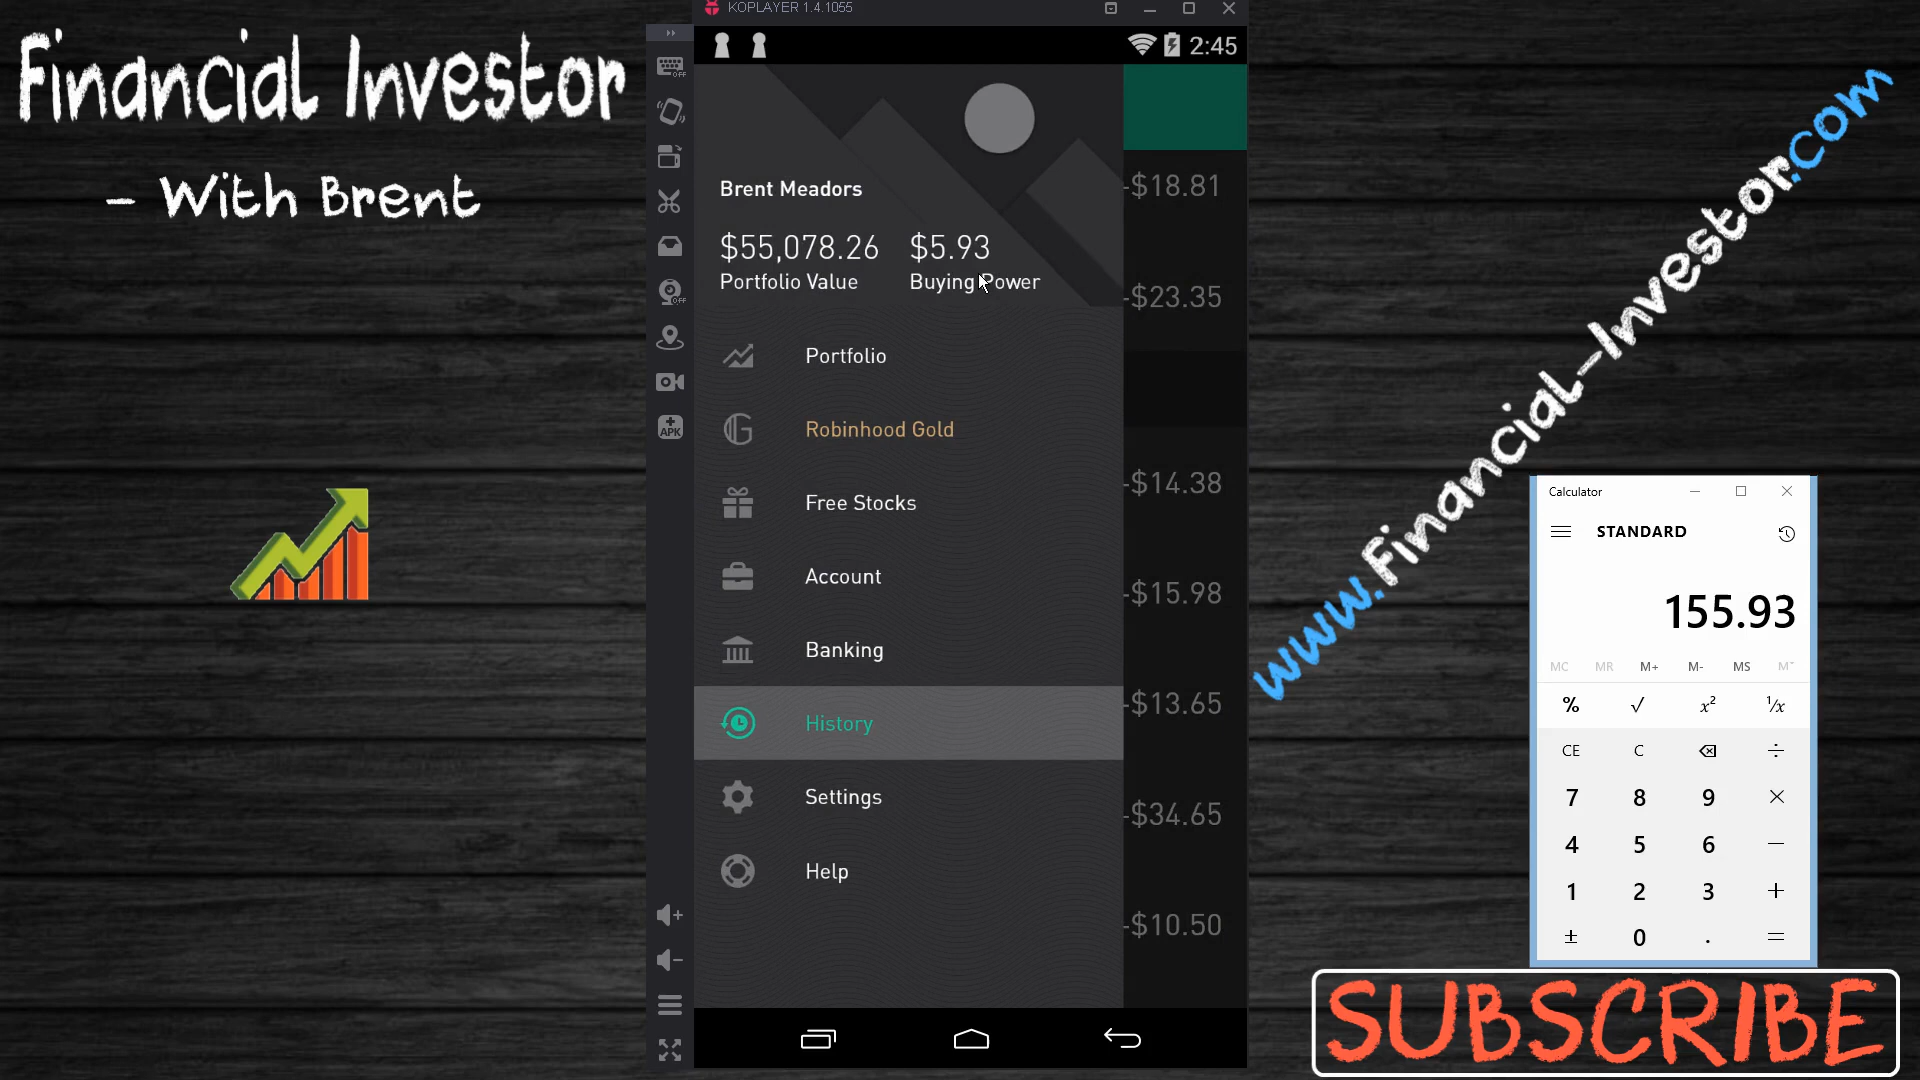 Financial Investor
- With Brent
KOPLAYER 1.4.1055
2:45
OFF
OFF
APK
Brent Meadors
$55,078.26 $5.93
Portfolio Value Buying Power
Portfolio
Robinhood Gold
Free Stocks
Account
Banking
History
Settings
Help
-$18.81
-$23.35
-$14.38
-$15.98
-$13.65
-$34.65
-$10.50
www.Financial-Investor.com
Calculator
STANDARD
155.93
MC MR M+ M- MS M˅
% √ x² ¹/x
CE C ÷
7 8 9 ×
4 5 6 −
1 2 3 +
± 0 . =
SUBSCRIBE